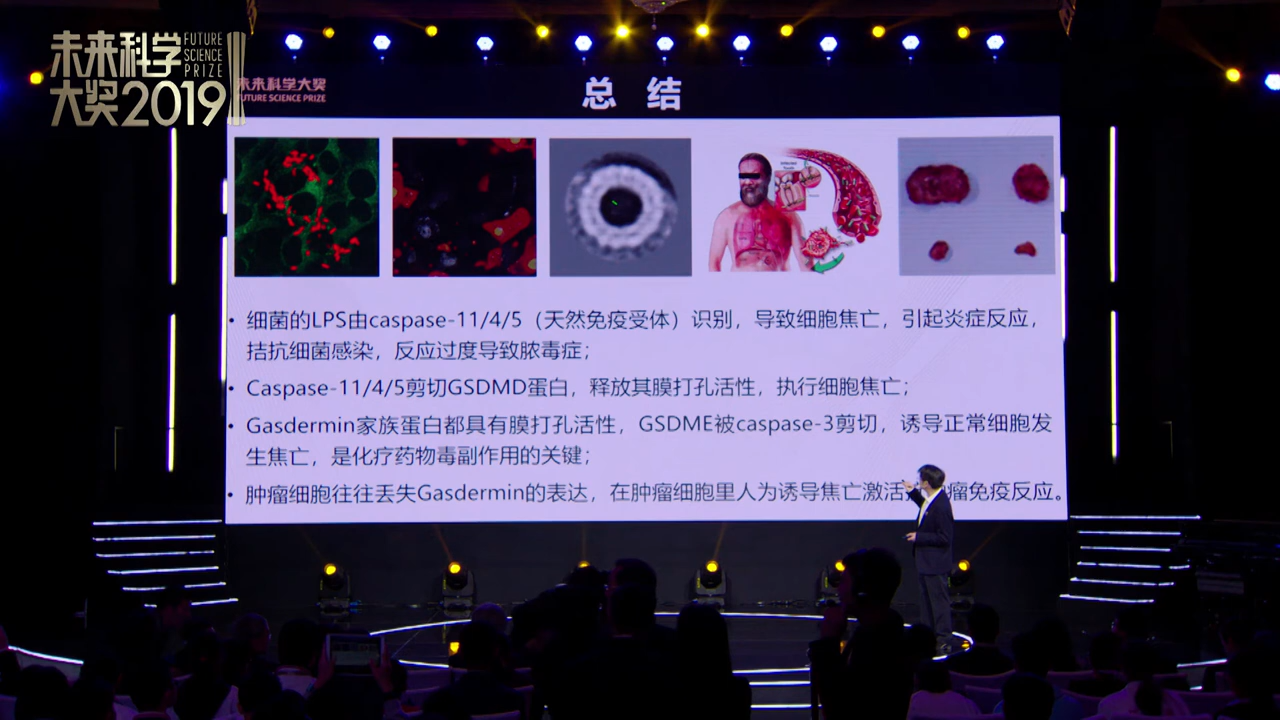 未来科学
大奖2019
FUTURE
SCIENCE
PRIZE
未来科学大奖
FUTURE SCIENCE PRIZE
总 结
• 细菌的LPS由caspase-11/4/5（天然免疫受体）识别，导致细胞焦亡，引起炎症反应，
拮抗细菌感染，反应过度导致脓毒症；
• Caspase-11/4/5剪切GSDMD蛋白，释放其膜打孔活性，执行细胞焦亡；
• Gasdermin家族蛋白都具有膜打孔活性，GSDME被caspase-3剪切，诱导正常细胞发
生焦亡，是化疗药物毒副作用的关键；
• 肿瘤细胞往往丢失Gasdermin的表达，在肿瘤细胞里人为诱导焦亡激活 瘤免疫反应。